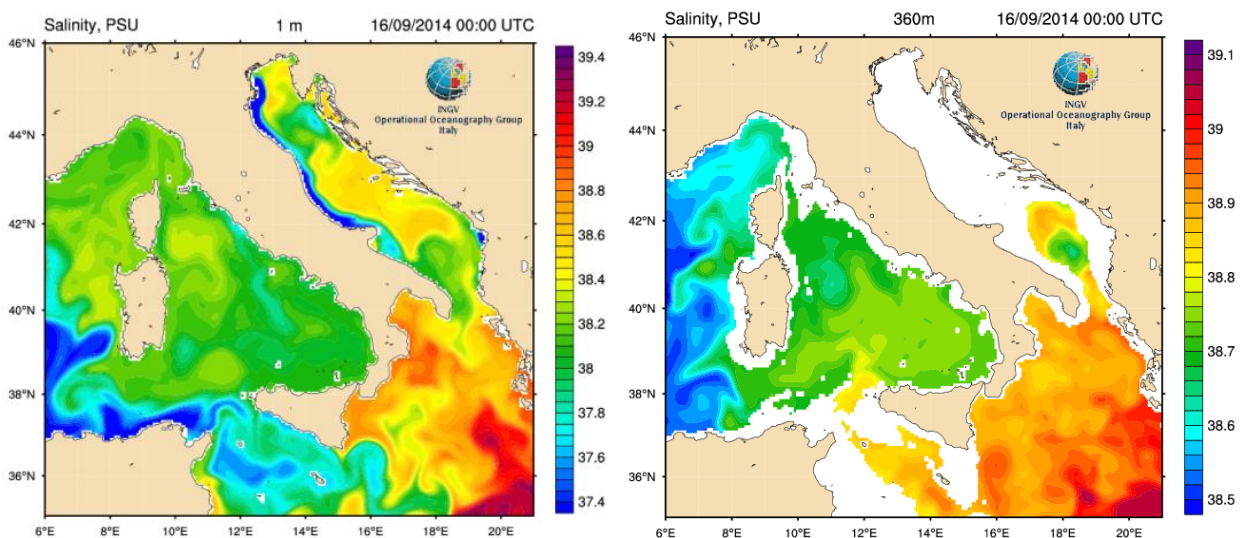 Salinity, PSU 1 m 16/09/2014 00:00 UTC
46°N
44°N
42°N
40°N
38°N
36°N
6°E 8°E 10°E 12°E 14°E 16°E 18°E 20°E
39.4
39.2
39
38.8
38.6
38.4
38.2
38
37.8
37.6
37.4
INGV
Operational Oceanography Group
Italy
Salinity, PSU 360m 16/09/2014 00:00 UTC
46°N
44°N
42°N
40°N
38°N
36°N
6°E 8°E 10°E 12°E 14°E 16°E 18°E 20°E
39.1
39
38.9
38.8
38.7
38.6
38.5
INGV
Operational Oceanography Group
Italy